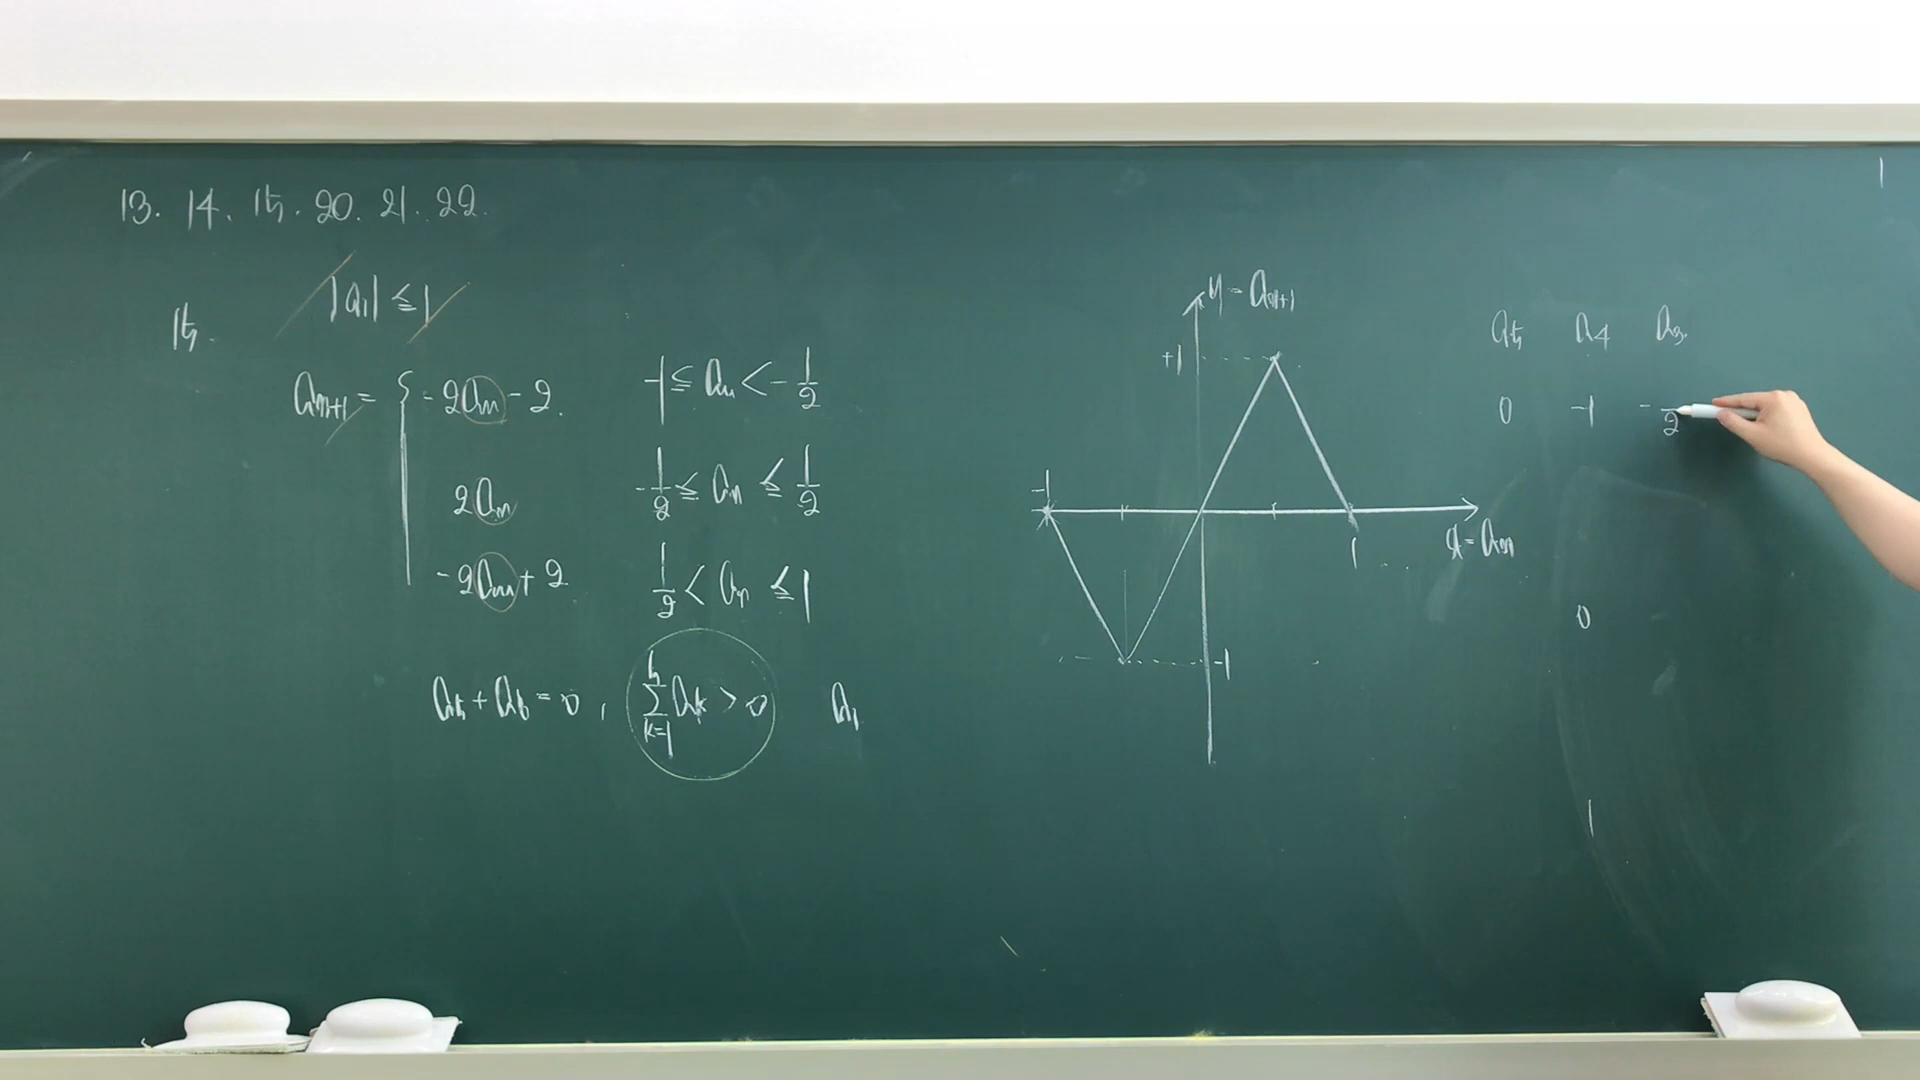 13. 14. 15. 20. 21. 22.
15. |a₁| ≤ 1
aₙ₊₁ = { -2aₙ - 2. -1 ≤ aₙ < -1/2
2aₙ -1/2 ≤ aₙ ≤ 1/2
-2aₙ + 2 1/2 < aₙ ≤ 1
a₅ + a₆ = 0, ∑_{k=1}^{5} aₖ > 0 a₁
y = aₙ₊₁
+1
-1
1
x = aₙ
-1
1
a₅ a₄ a₃
0 -1 -/2
0
1